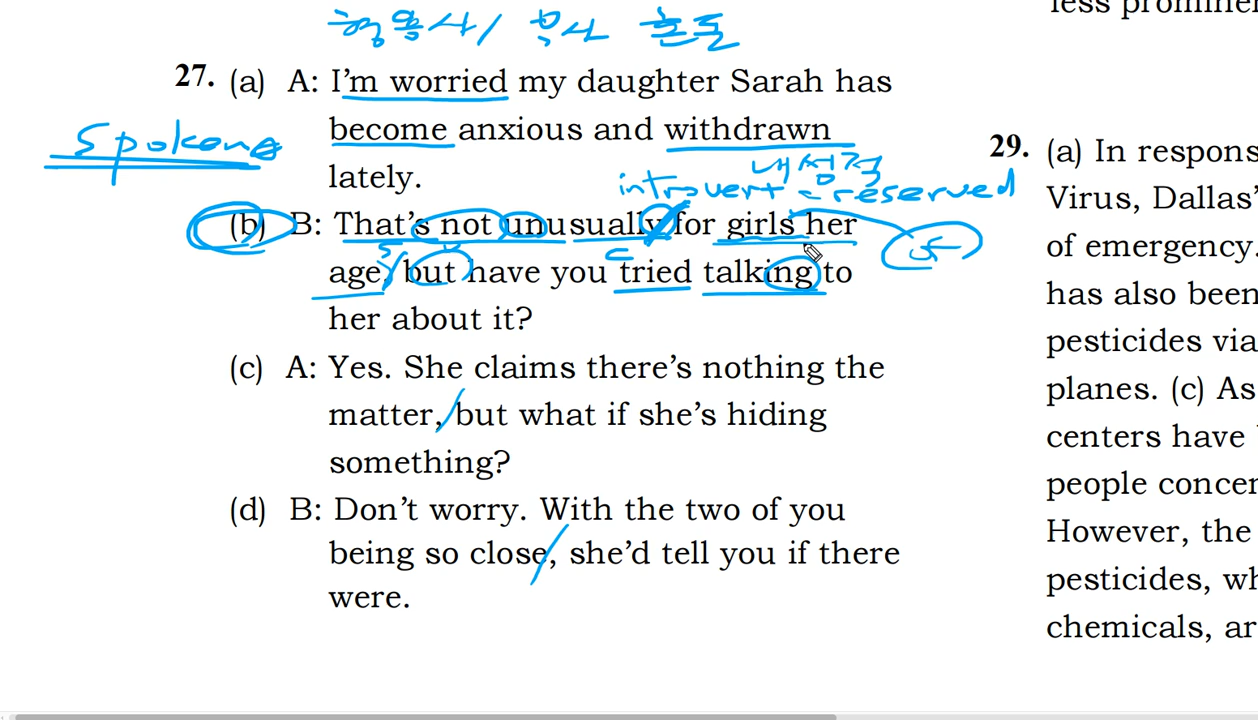 형용사/ 부사 혼동
27. (a) A: I'm worried my daughter Sarah has
become anxious and withdrawn
Spoken
lately.
내성적
introvert = reserved
(b) B: That's not unusually for girls her
S V C
age, but have you tried talking to
her about it?
(c) A: Yes. She claims there's nothing the
matter, but what if she's hiding
something?
(d) B: Don't worry. With the two of you
being so close, she'd tell you if there
were.
less
29. (a) In respons
Virus, Dallas'
of emergency.
has also been
pesticides via
planes. (c) As
centers have
people concer
However, the
pesticides, wh
chemicals, ar